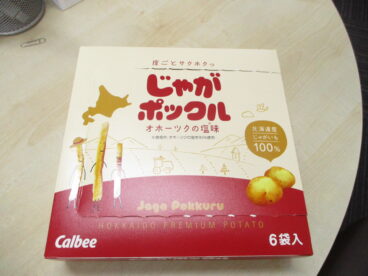 皮ごとサクホクっ
じゃが
ポックル
オホーツクの塩味
北海道産
じゃがいも
100%
Jaga Pokkuru
HOKKAIDO PREMIUM POTATO
Calbee
6袋入